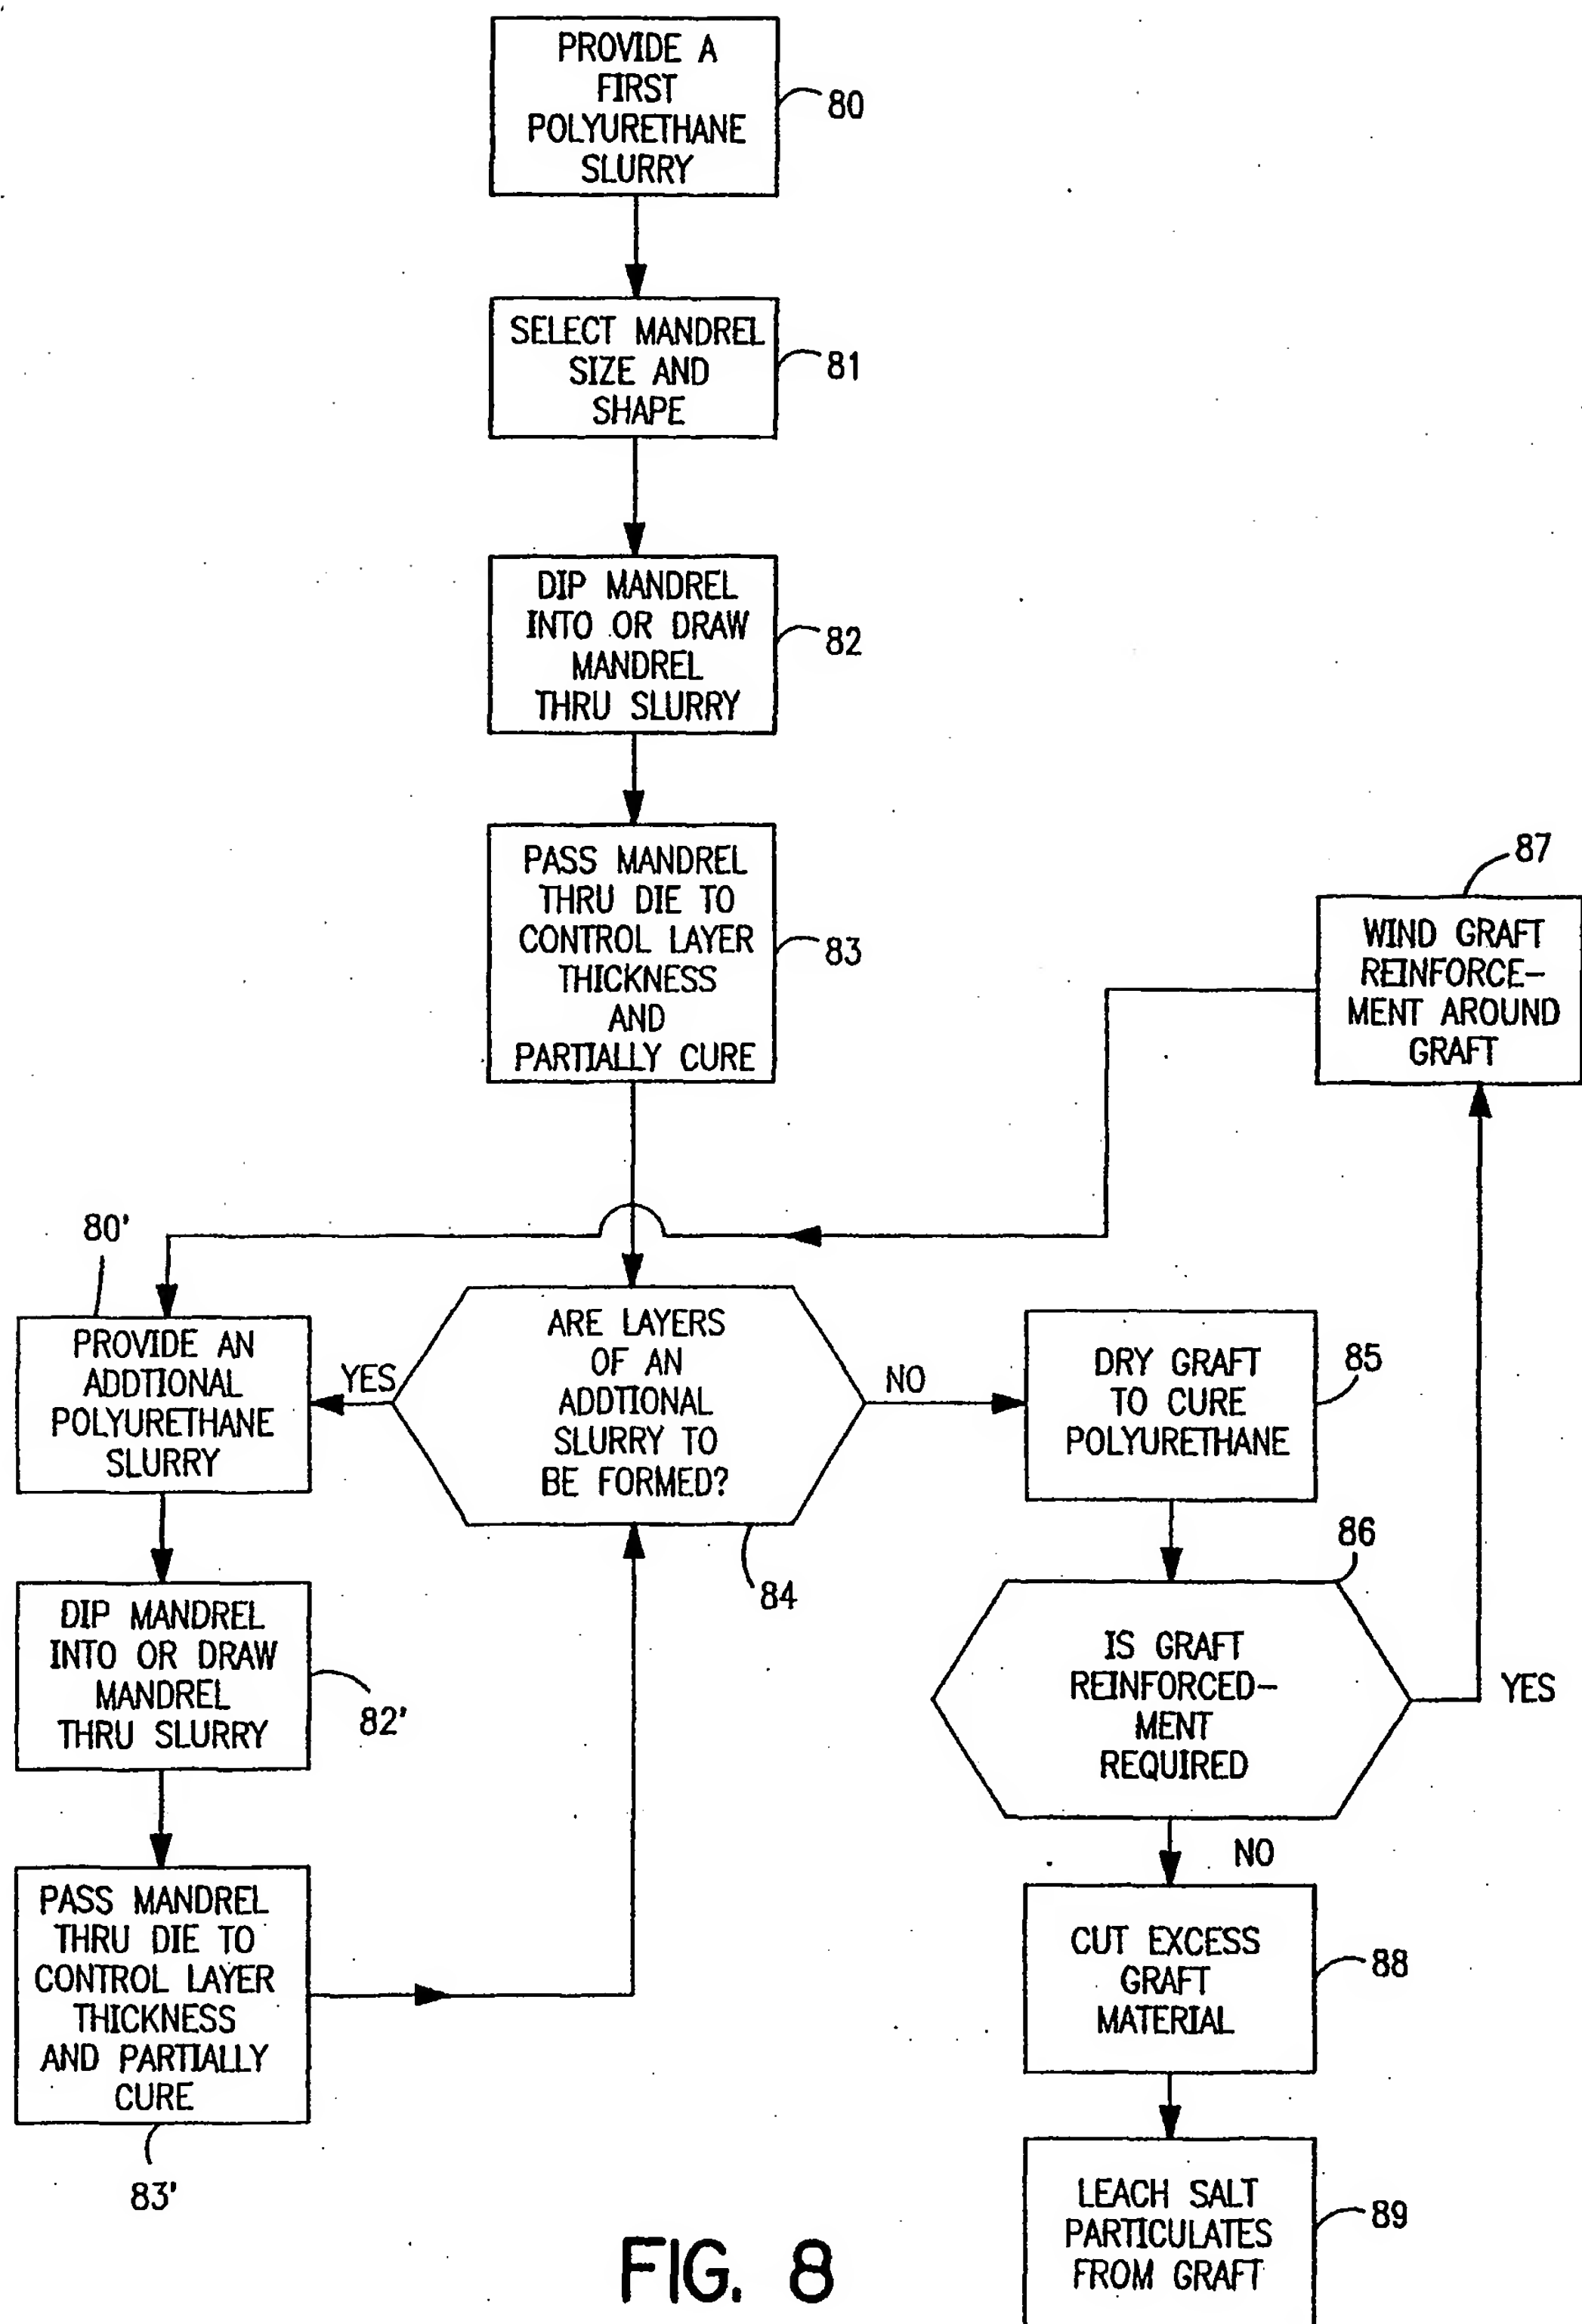 PROVIDE A
FIRST
POLYURETHANE
SLURRY
80
SELECT MANDREL
SIZE AND
SHAPE
81
DIP MANDREL
INTO OR DRAW
MANDREL
THRU SLURRY
82
PASS MANDREL
THRU DIE TO
CONTROL LAYER
THICKNESS
AND
PARTIALLY CURE
83
87
WIND GRAFT
REINFORCE-
MENT AROUND
GRAFT
80'
PROVIDE AN
ADDTIONAL
POLYURETHANE
SLURRY
YES
ARE LAYERS
OF AN
ADDTIONAL
SLURRY TO
BE FORMED?
84
NO
DRY GRAFT
TO CURE
POLYURETHANE
85
DIP MANDREL
INTO OR DRAW
MANDREL
THRU SLURRY
82'
86
IS GRAFT
REINFORCED-
MENT
REQUIRED
YES
NO
PASS MANDREL
THRU DIE TO
CONTROL LAYER
THICKNESS
AND PARTIALLY
CURE
83'
CUT EXCESS
GRAFT
MATERIAL
88
LEACH SALT
PARTICULATES
FROM GRAFT
89
FIG. 8